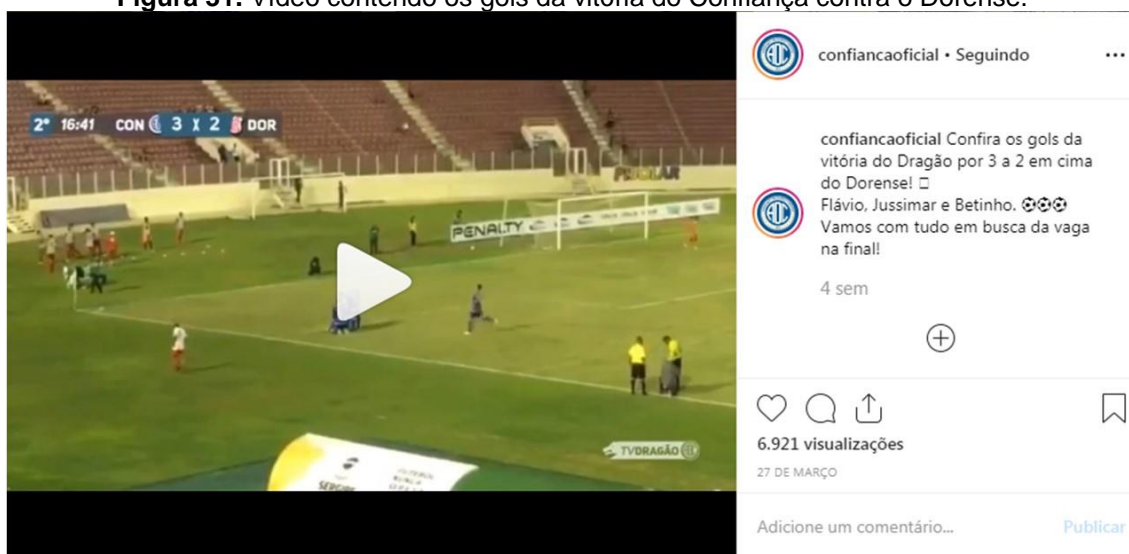 Figura 31: Vídeo contendo os gols da vitória do Confiança contra o Dorense.
2° 16:41 CON 3 X 2 DOR
PENALTY
TVDRAGÃO
SERGIPE
confiancaoficial • Seguindo
confiancaoficial Confira os gols da
vitória do Dragão por 3 a 2 em cima
do Dorense!
Flávio, Jussimar e Betinho. ⚽⚽⚽
Vamos com tudo em busca da vaga
na final!
4 sem
6.921 visualizações
27 DE MARÇO
Adicione um comentário... Publicar